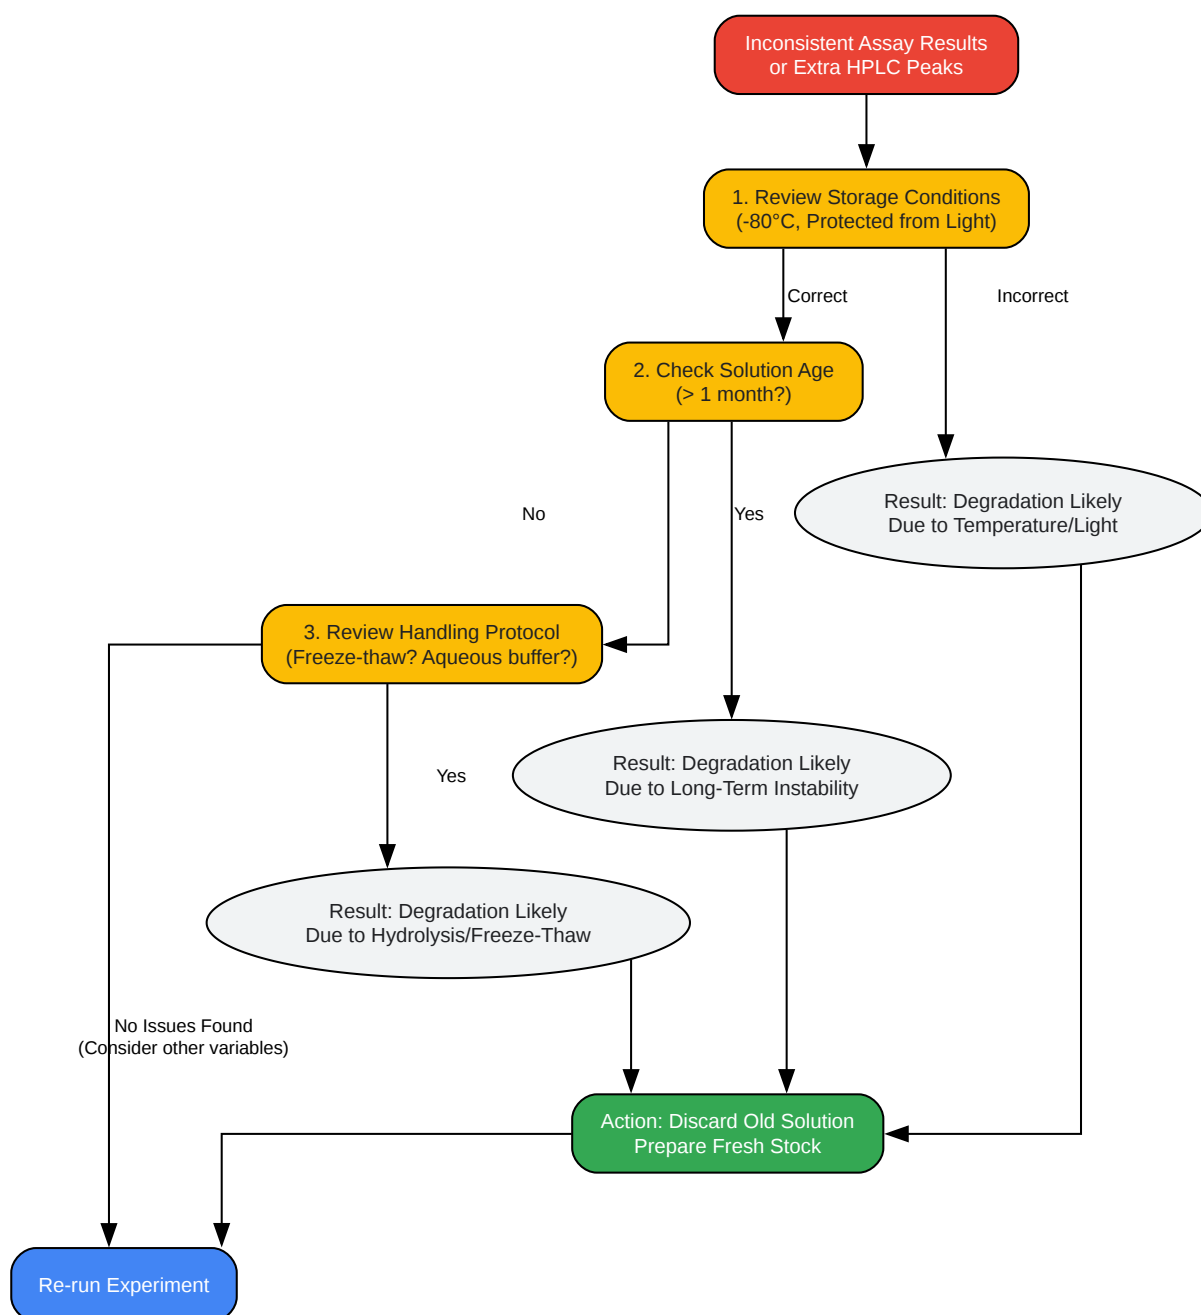 Inconsistent Assay Results
or Extra HPLC Peaks
1. Review Storage Conditions
(-80°C, Protected from Light)
Correct
Incorrect
2. Check Solution Age
(> 1 month?)
No
Yes
Result: Degradation Likely
Due to Temperature/Light
3. Review Handling Protocol
(Freeze-thaw? Aqueous buffer?)
Yes
Result: Degradation Likely
Due to Long-Term Instability
Result: Degradation Likely
Due to Hydrolysis/Freeze-Thaw
No Issues Found
(Consider other variables)
Action: Discard Old Solution
Prepare Fresh Stock
Re-run Experiment